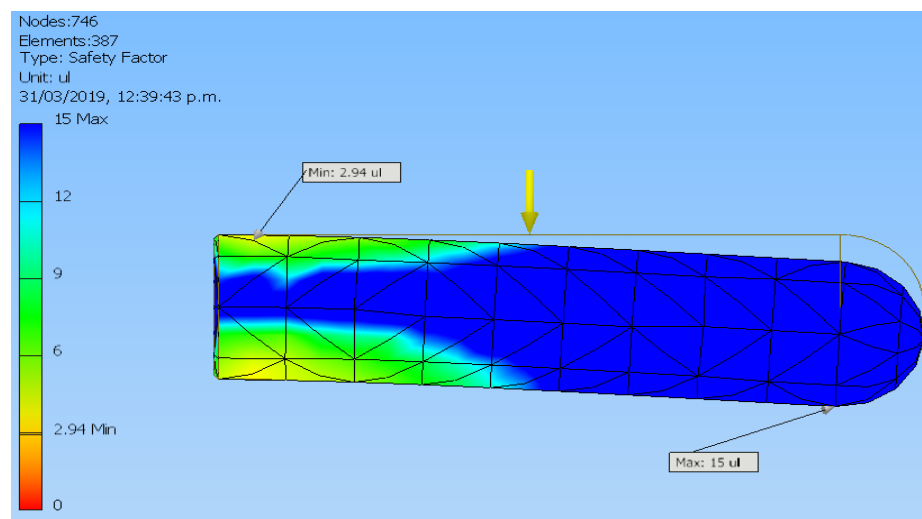 Nodes:746
Elements:387
Type: Safety Factor
Unit: ul
31/03/2019, 12:39:43 p.m.
15 Max
12
9
6
2.94 Min
0
Min: 2.94 ul
Max: 15 ul